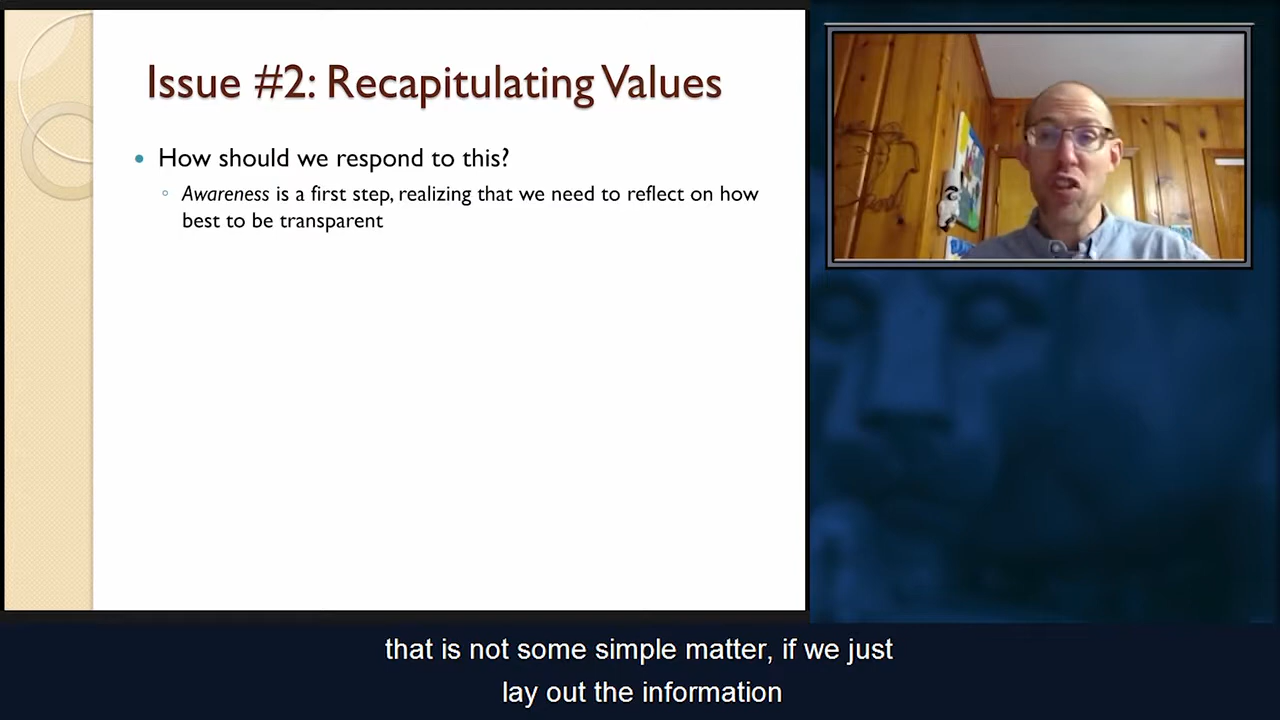 Issue #2: Recapitulating Values
• How should we respond to this?
◦ Awareness is a first step, realizing that we need to reflect on how
best to be transparent
that is not some simple matter, if we just
lay out the information